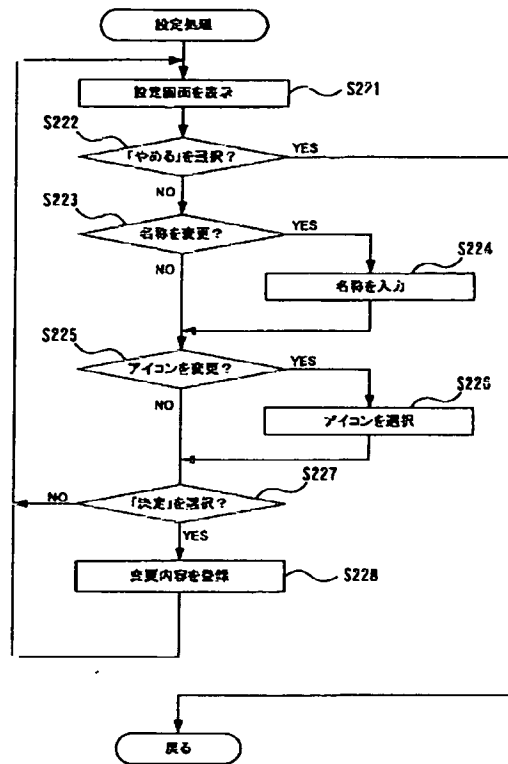 設定処理
設定画面を表示
S221
S222
「やめる」を選択？
YES
NO
S223
名称を変更？
YES
NO
S224
名称を入力
S225
アイコンを変更？
YES
NO
S226
アイコンを選択
S227
「決定」を選択？
NO
YES
変更内容を登録
S228
戻る